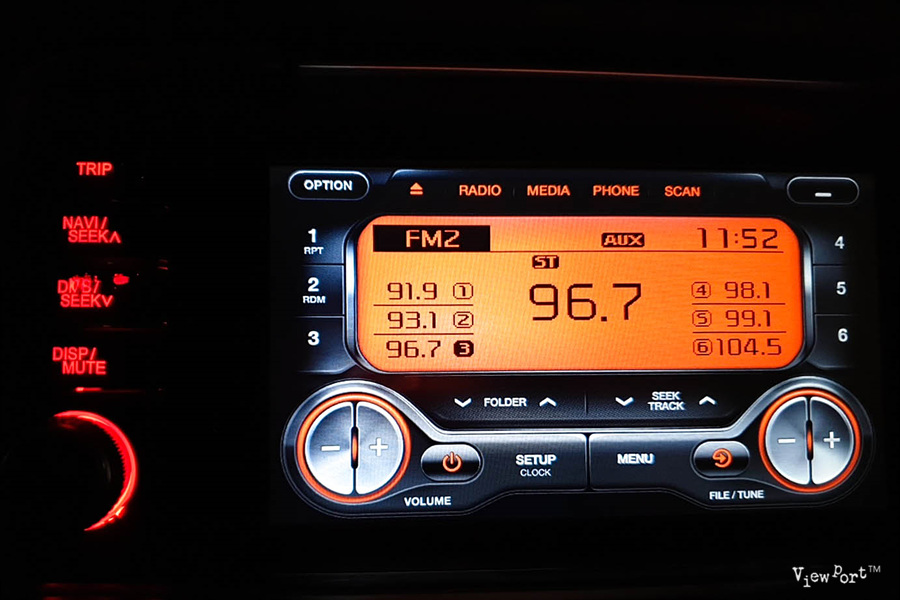 TRIP
NAVI/
SEEK∧
SEEK∨
DISP/
MUTE
OPTION
RADIO MEDIA PHONE SCAN
1
RPT
2
RDM
3
FM2 AUX 11:52
ST
91.9 1
93.1 2
96.7 3
96.7
4 98.1
5 99.1
6 104.5
4
5
6
FOLDER
SEEK
TRACK
VOLUME
SETUP
CLOCK
MENU
FILE / TUNE
ViewPort™